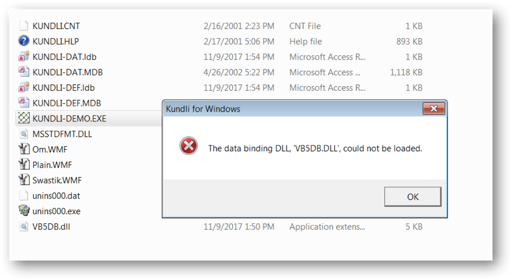 KUNDLI.CNT 2/16/2001 2:23 PM CNT File 1 KB
KUNDLI.HLP 2/17/2001 5:06 PM Help file 893 KB
KUNDLI-DAT.ldb 11/9/2017 1:54 PM Microsoft Access R... 1 KB
KUNDLI-DAT.MDB 4/26/2002 5:22 PM Microsoft Access ... 1,118 KB
KUNDLI-DEF.ldb 11/9/2017 1:54 PM Microsoft Access R... 1 KB
KUNDLI-DEF.MDB
KUNDLI-DEMO.EXE
MSSTDFMT.DLL
Om.WMF
Plain.WMF
Swastik.WMF
unins000.dat
unins000.exe
VB5DB.dll 11/9/2017 1:50 PM Application extens... 5 KB
Kundli for Windows
The data binding DLL, 'VB5DB.DLL', could not be loaded.
OK